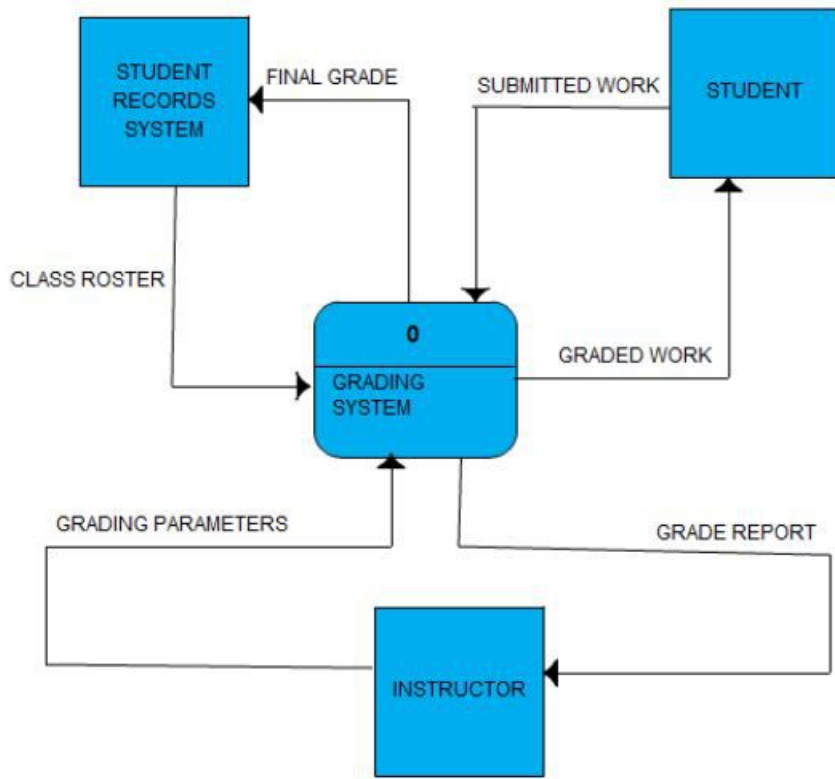 STUDENT
RECORDS
SYSTEM
FINAL GRADE
SUBMITTED WORK
STUDENT
CLASS ROSTER
0
GRADING
SYSTEM
GRADED WORK
GRADING PARAMETERS
GRADE REPORT
INSTRUCTOR